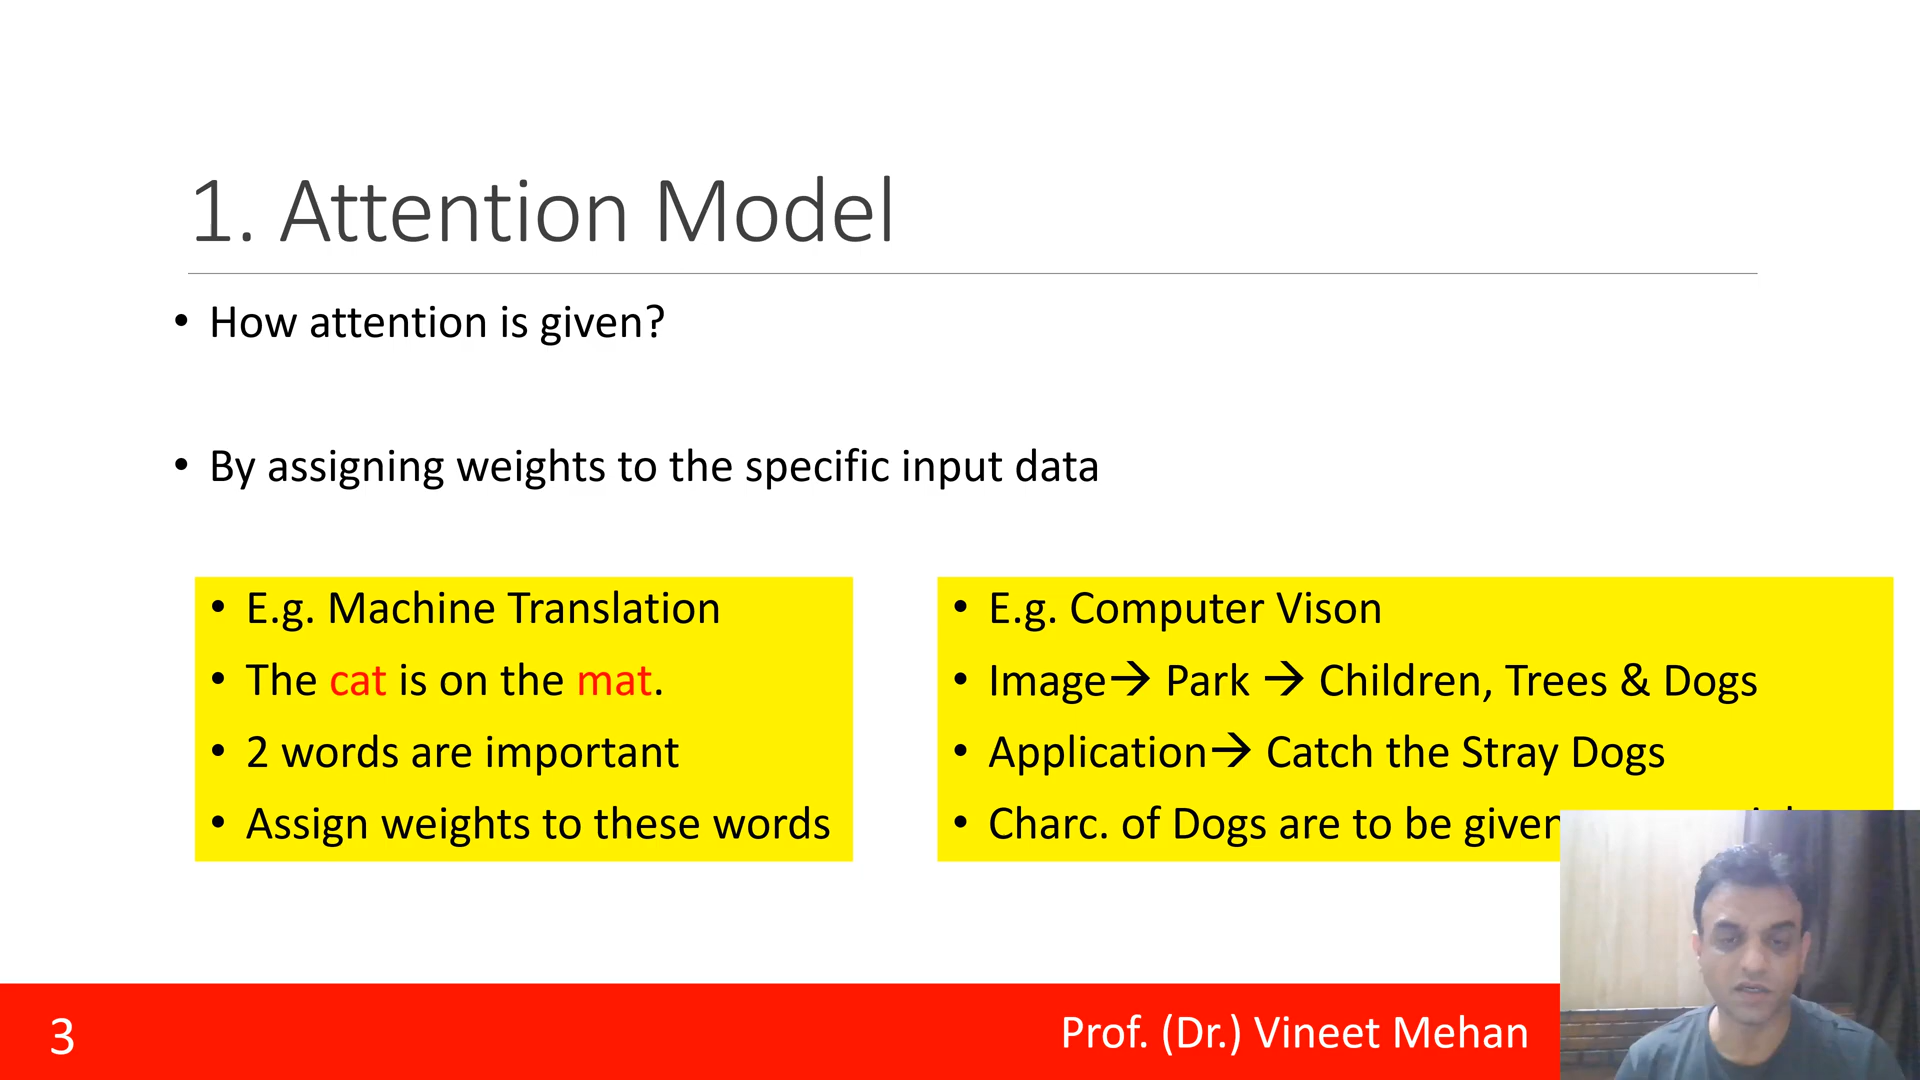 1. Attention Model
• How attention is given?
• By assigning weights to the specific input data
• E.g. Machine Translation
• The cat is on the mat.
• 2 words are important
• Assign weights to these words
• E.g. Computer Vison
• Image→ Park → Children, Trees & Dogs
• Application→ Catch the Stray Dogs
• Charc. of Dogs are to be given
3
Prof. (Dr.) Vineet Mehan